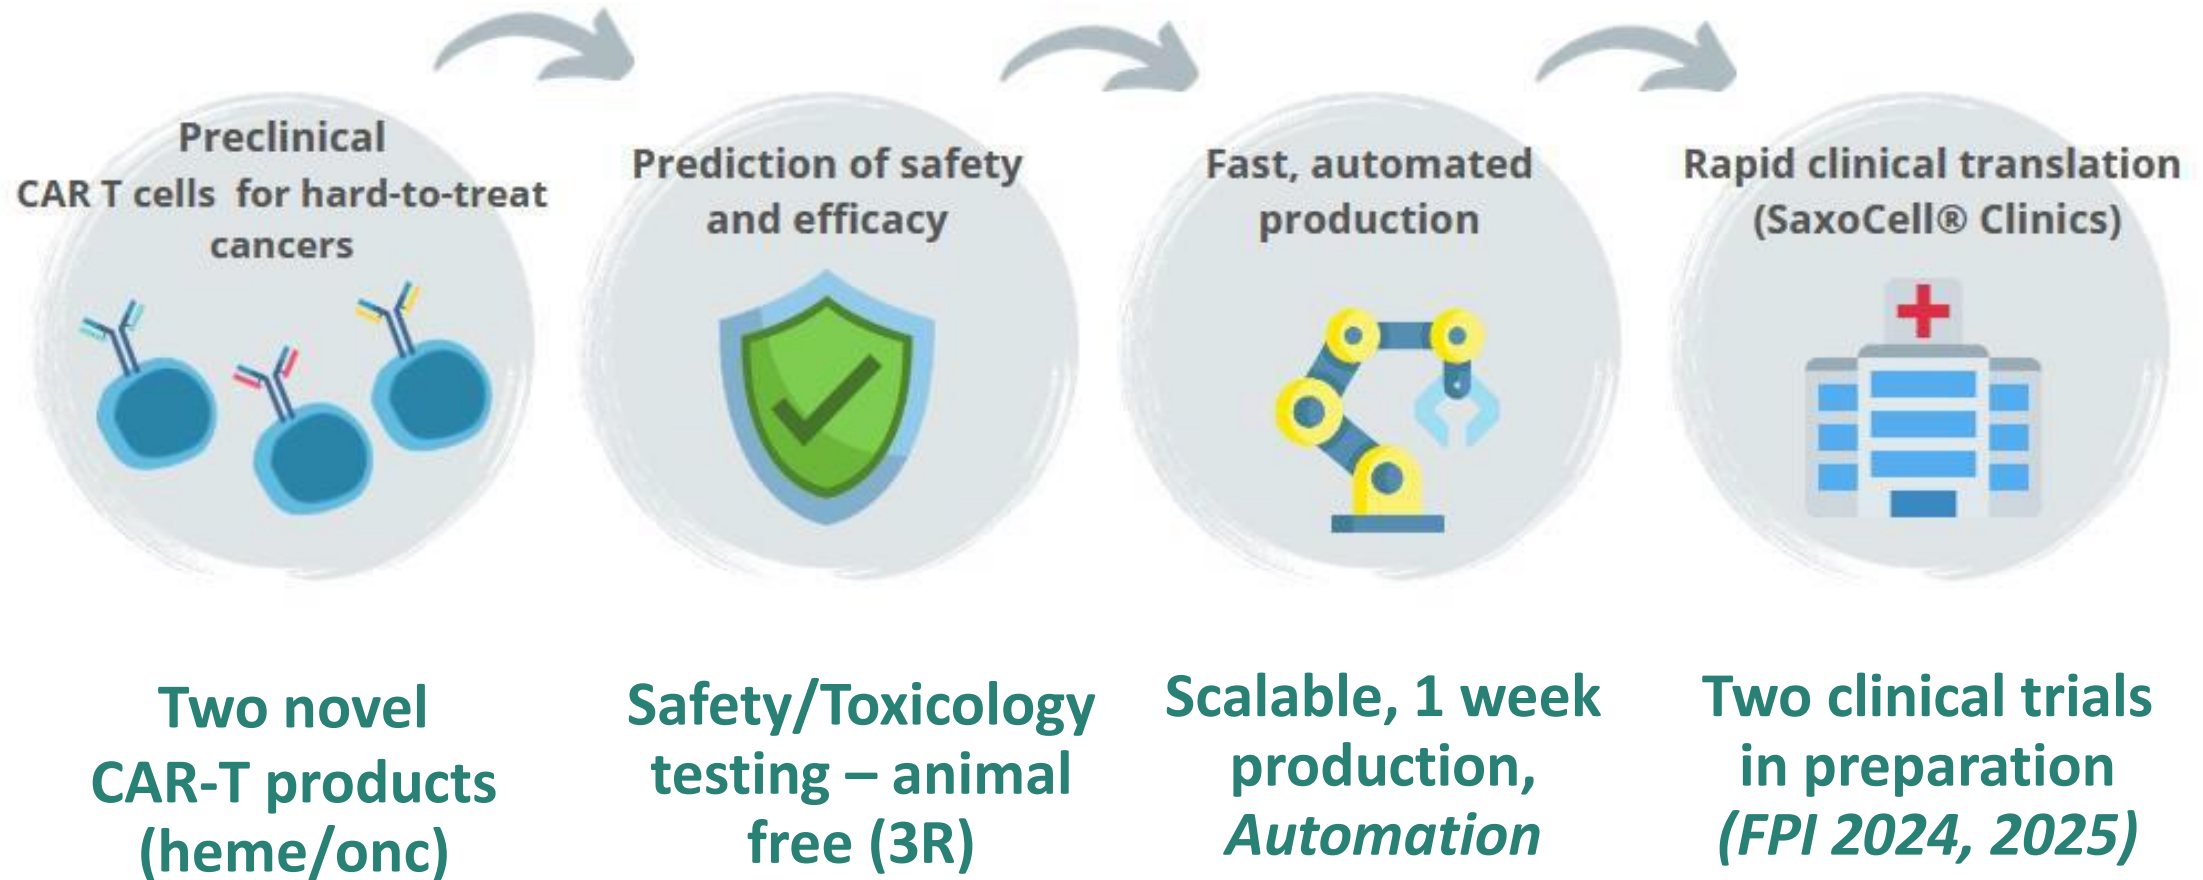 Preclinical
CAR T cells for hard-to-treat
cancers
Prediction of safety
and efficacy
Fast, automated
production
Rapid clinical translation
(SaxoCell® Clinics)
Two novel
CAR-T products
(heme/onc)
Safety/Toxicology
testing – animal
free (3R)
Scalable, 1 week
production,
Automation
Two clinical trials
in preparation
(FPI 2024, 2025)